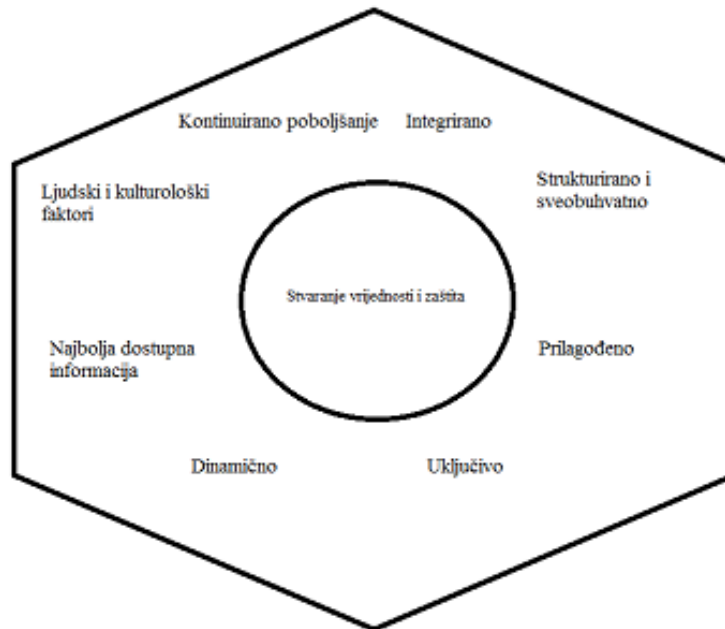 Kontinuirano poboljšanje
Integrirano
Ljudski i kulturološki
faktori
Strukturirano i
sveobuhvatno
Stvaranje vrijednosti i zaštita
Najbolja dostupna
informacija
Prilagođeno
Dinamično
Uključivo